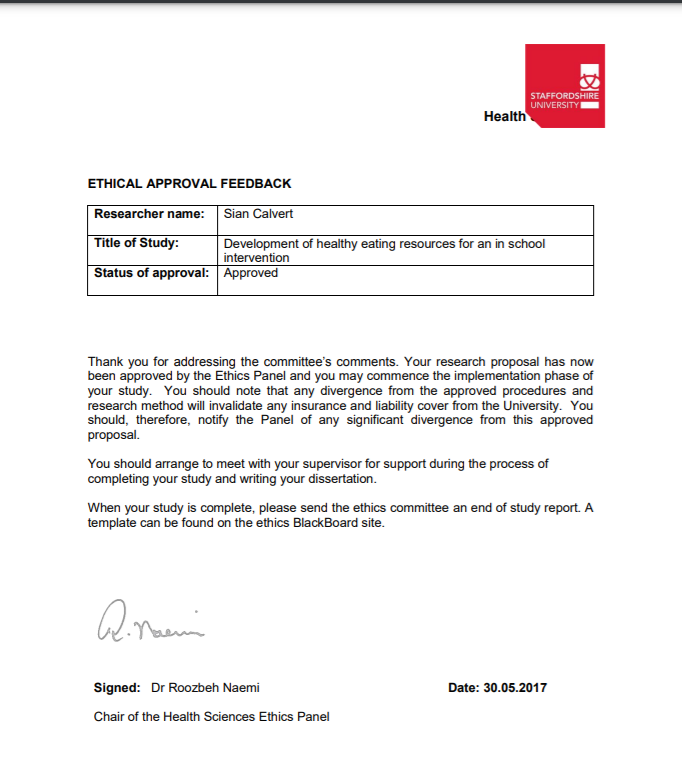 STAFFORDSHIRE
UNIVERSITY
Health
ETHICAL APPROVAL FEEDBACK
Researcher name: Sian Calvert
Title of Study: Development of healthy eating resources for an in school
intervention
Status of approval: Approved
Thank you for addressing the committee's comments. Your research proposal has now
been approved by the Ethics Panel and you may commence the implementation phase of
your study. You should note that any divergence from the approved procedures and
research method will invalidate any insurance and liability cover from the University. You
should, therefore, notify the Panel of any significant divergence from this approved
proposal.
You should arrange to meet with your supervisor for support during the process of
completing your study and writing your dissertation.
When your study is complete, please send the ethics committee an end of study report. A
template can be found on the ethics BlackBoard site.
R. Naemi
Signed: Dr Roozbeh Naemi Date: 30.05.2017
Chair of the Health Sciences Ethics Panel